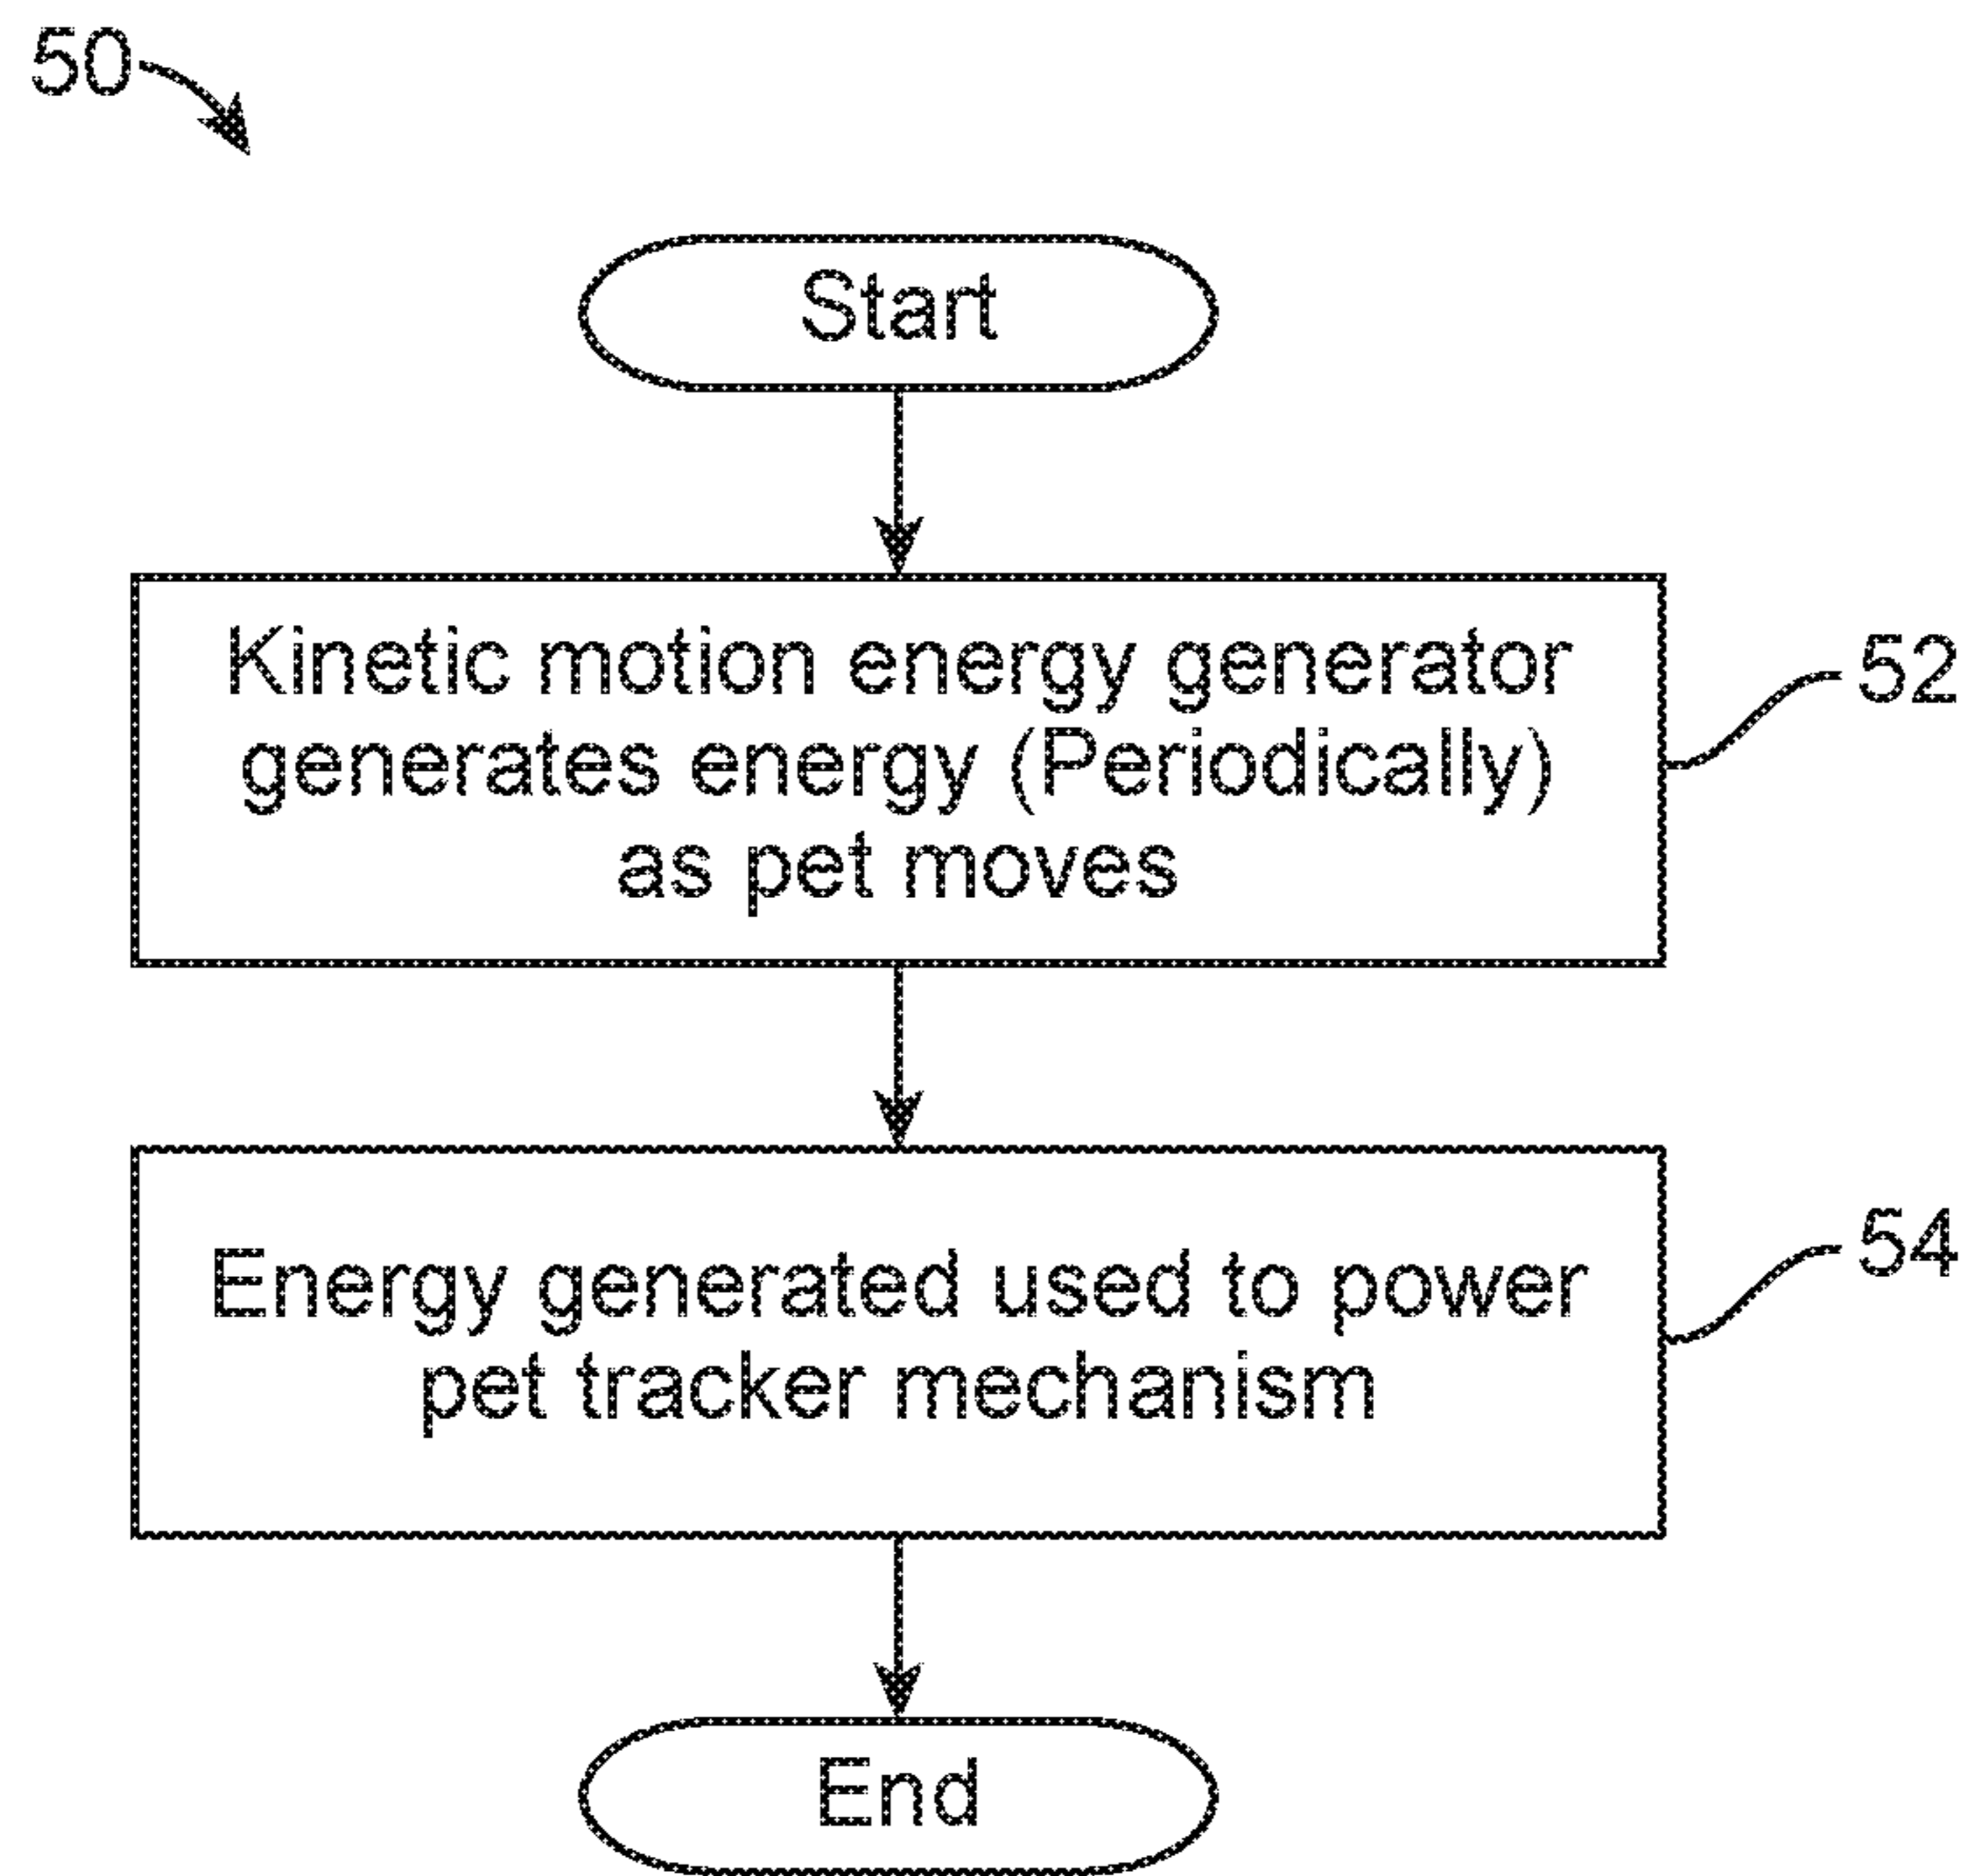 50
Start
Kinetic motion energy generator
generates energy (Periodically)
as pet moves
52
Energy generated used to power
pet tracker mechanism
54
End